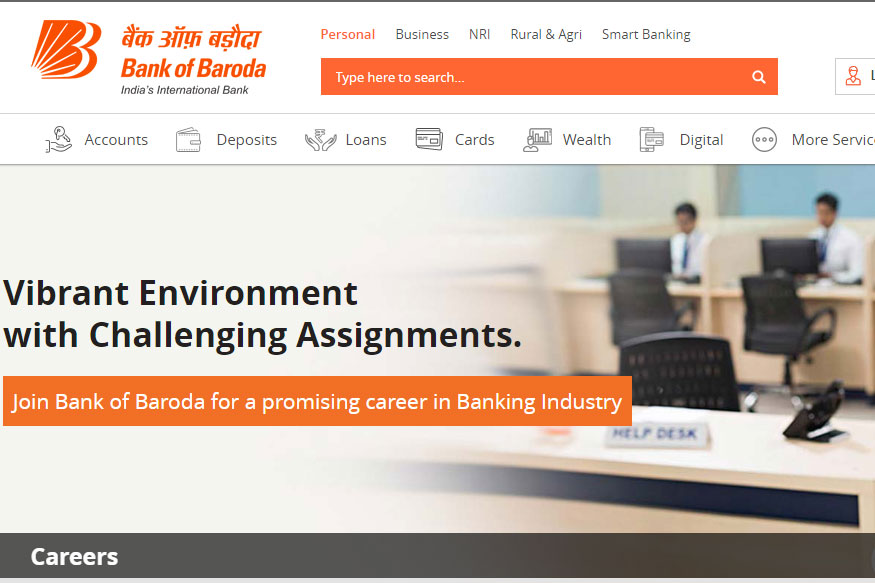 बैंक ऑफ़ बड़ौदा
Bank of Baroda
India's International Bank
Personal Business NRI Rural & Agri Smart Banking
Type here to search...
L
Accounts Deposits Loans Cards Wealth Digital More Servic
Vibrant Environment
with Challenging Assignments.
Join Bank of Baroda for a promising career in Banking Industry
HELP DESK
Careers